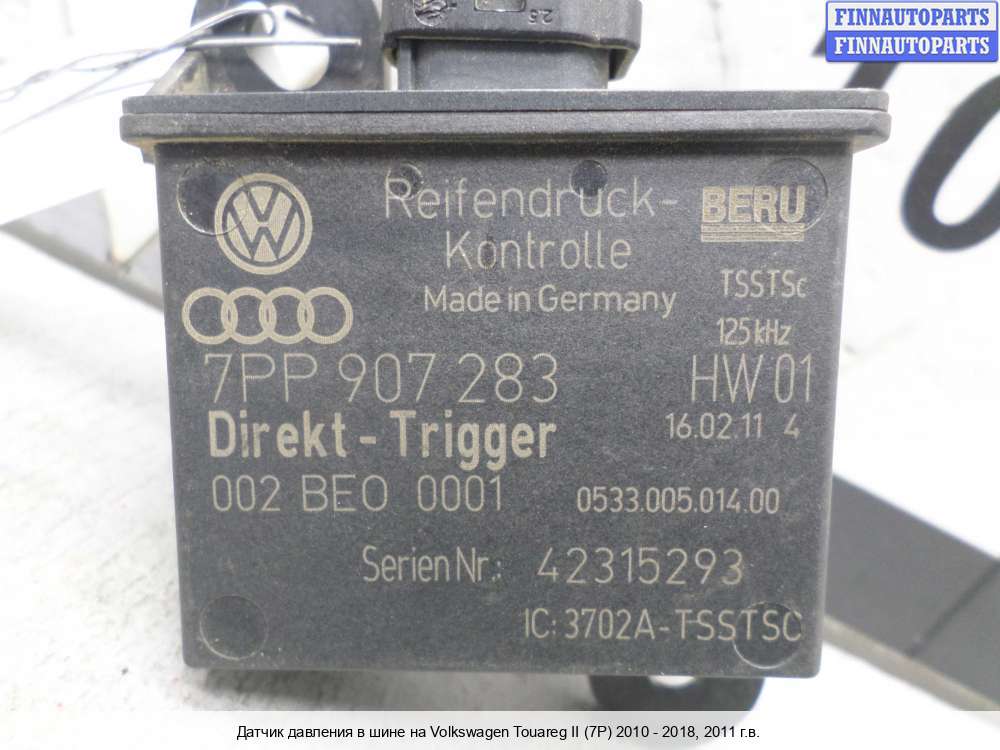 FINNAUTOPARTS
FINNAUTOPARTS
Reifendruck-
Kontrolle
BERU
Made in Germany
TSSTSc
125kHz
7PP 907 283
HW 01
Direkt - Trigger
16.02.11 4
002 BEO 0001
0533.005.014.00
Serien Nr.: 42315293
IC: 3702A-TSSTSC
Датчик давления в шине на Volkswagen Touareg II (7P) 2010 - 2018, 2011 г.в.